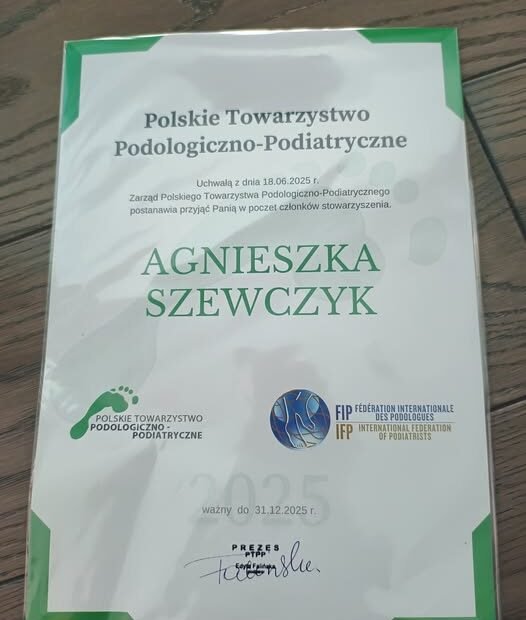 Polskie Towarzystwo
Podologiczno-Podiatryczne
Uchwałą z dnia 18.06.2025 r.
Zarząd Polskiego Towarzystwa Podologiczno-Podiatrycznego
postanawia przyjąć Panią w poczet członków stowarzyszenia.
AGNIESZKA
SZEWCZYK
POLSKIE TOWARZYSTWO
PODOLOGICZNO -
PODIATRYCZNE
FIP FÉDÉRATION INTERNATIONALE
DES PODOLOGUES
IFP INTERNATIONAL FEDERATION
OF PODIATRISTS
2025
ważny do 31.12.2025 r.
PREZES
PTPP
Edyta Falińska